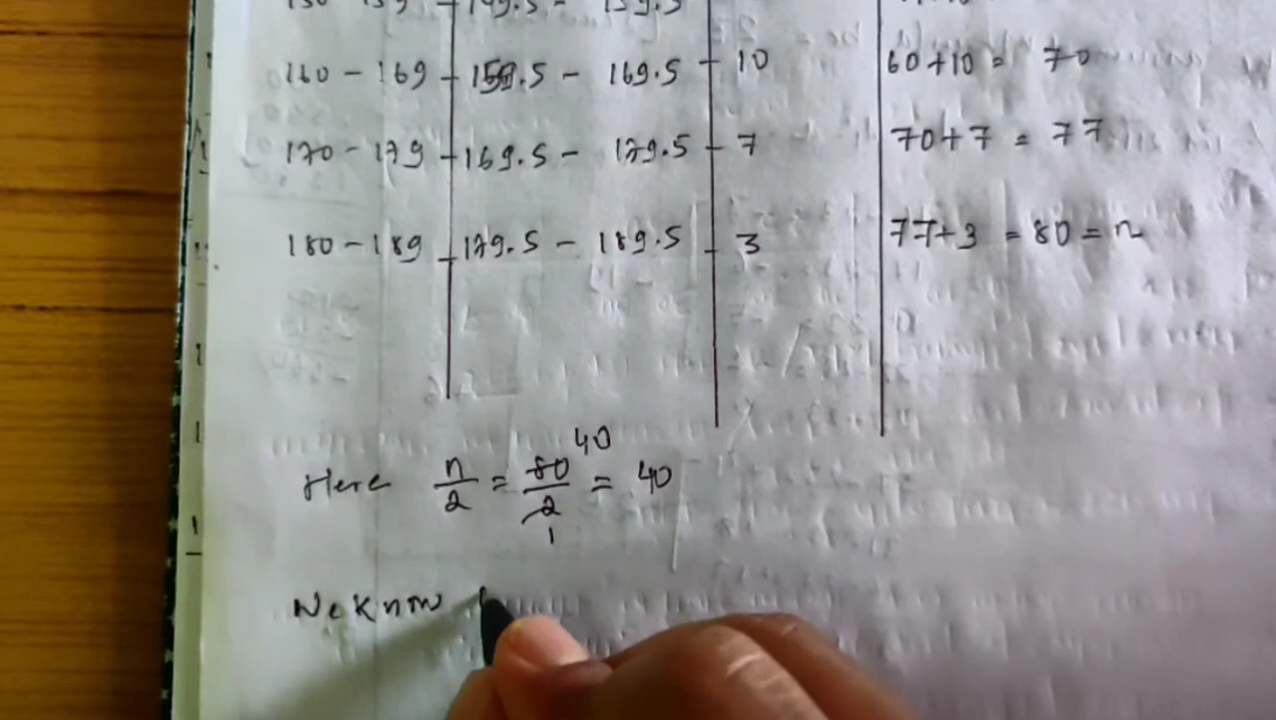 160 - 169 159.5 - 169.5 10 60+10 = 70
170 - 179 169.5 - 179.5 7 70+7 = 77
180 - 189 179.5 - 189.5 3 77+3 = 80 = n
40
Here n/2 = 80/2 = 40
1
We know